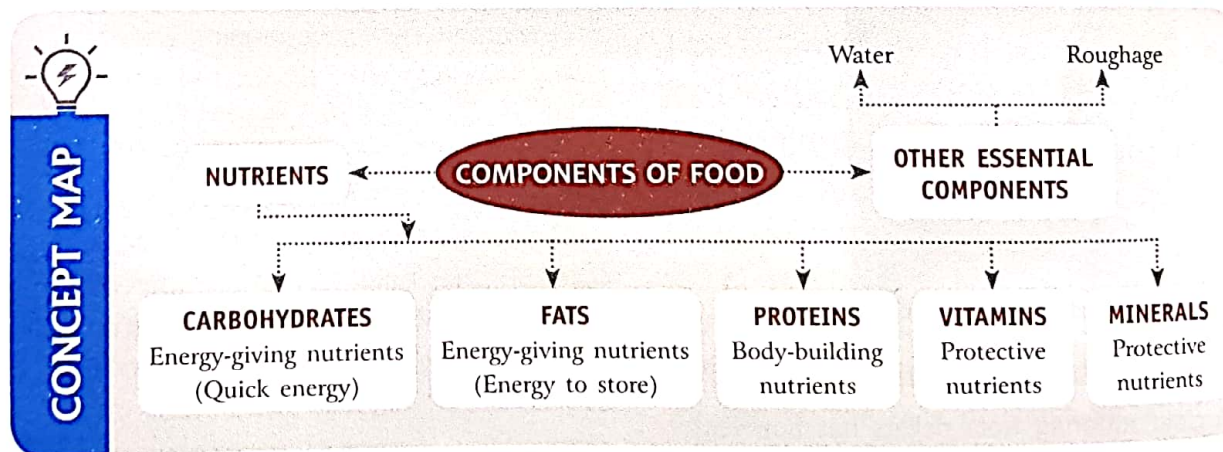 CONCEPT MAP
Water
Roughage
NUTRIENTS
COMPONENTS OF FOOD
OTHER ESSENTIAL
COMPONENTS
CARBOHYDRATES
Energy-giving nutrients
(Quick energy)
FATS
Energy-giving nutrients
(Energy to store)
PROTEINS
Body-building
nutrients
VITAMINS
Protective
nutrients
MINERALS
Protective
nutrients